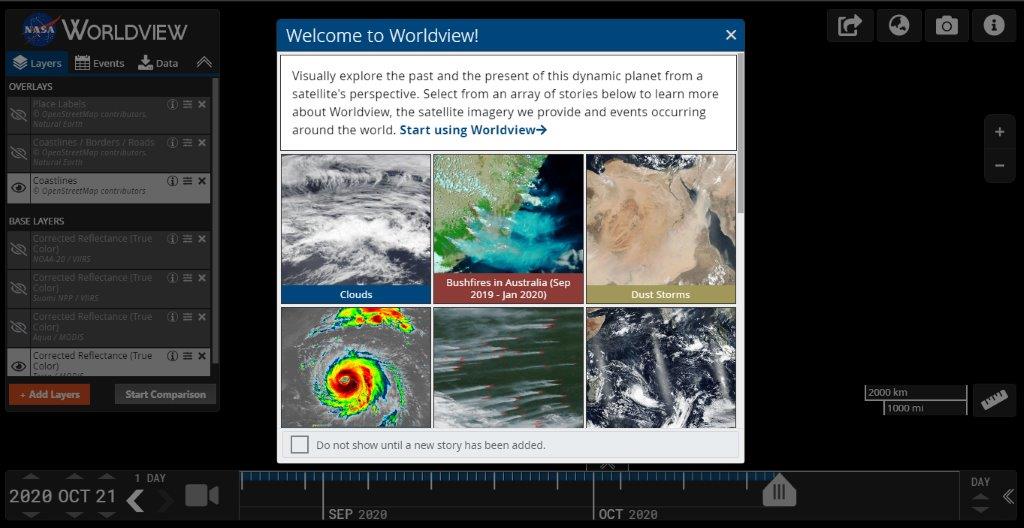 NASA
WORLDVIEW
Layers
Events
Data
OVERLAYS
Place Labels
© OpenStreetMap contributors,
Natural Earth
Coastlines / Borders / Roads
© OpenStreetMap contributors,
Natural Earth
Coastlines
© OpenStreetMap contributors
BASE LAYERS
Corrected Reflectance (True
Color)
NOAA-20 / VIIRS
Corrected Reflectance (True
Color)
Suomi NPP / VIIRS
Corrected Reflectance (True
Color)
Aqua / MODIS
Corrected Reflectance (True
Color)
Terra / MODIS
+ Add Layers
Start Comparison
Welcome to Worldview!
Visually explore the past and the present of this dynamic planet from a
satellite's perspective. Select from an array of stories below to learn more
about Worldview, the satellite imagery we provide and events occurring
around the world. Start using Worldview
Clouds
Bushfires in Australia (Sep
2019 - Jan 2020)
Dust Storms
Do not show until a new story has been added.
2000 km
1000 mi
2020 OCT 21
1 DAY
SEP 2020
OCT 2020
DAY